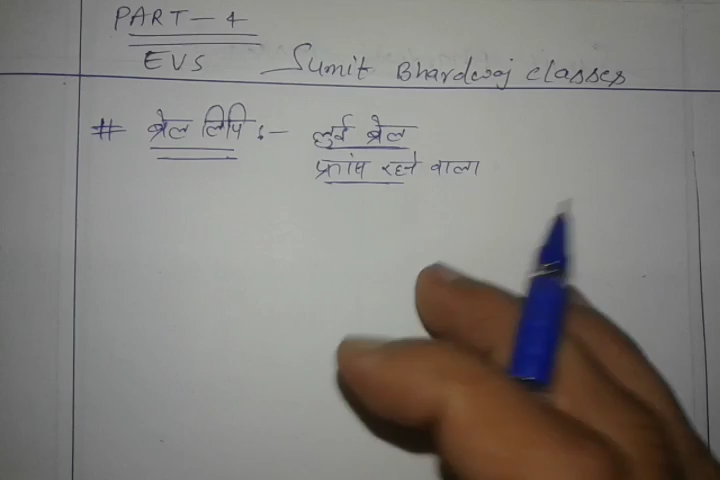 PART-4
EVS Sumit Bhardwaj classes
# ब्रेल लिपि :- लुई ब्रेल
फ्रांस रहने वाला